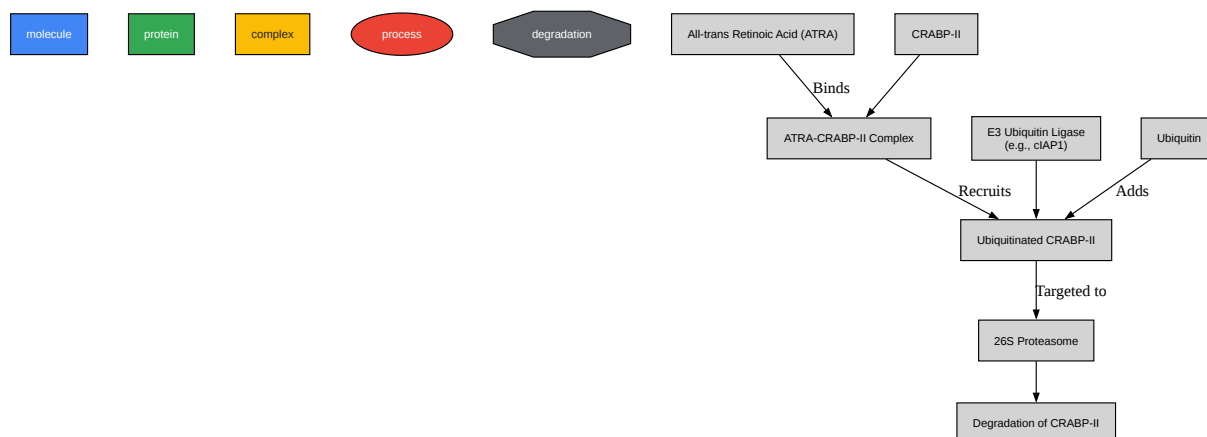 molecule
protein
complex
process
degradation
All-trans Retinoic Acid (ATRA)
CRABP-II
Binds
ATRA-CRABP-II Complex
E3 Ubiquitin Ligase
(e.g., cIAP1)
Ubiquitin
Recruits
Adds
Ubiquitinated CRABP-II
Targeted to
26S Proteasome
Degradation of CRABP-II